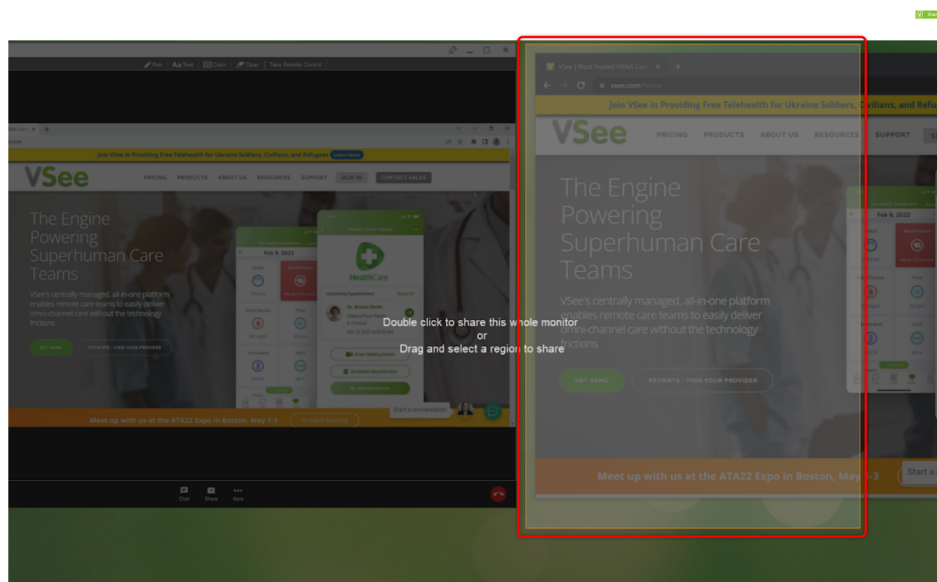 Pen Text Color Clear Take Remote Control
Join VSee in Providing Free Telehealth for Ukraine Soldiers, Civilians, and Refugees
VSee
PRICING PRODUCTS ABOUT US RESOURCES SUPPORT SIGN IN CONTACT SALES
The Engine
Powering
Superhuman Care
Teams
VSee's centrally managed, all-in-one platform
enables remote care teams to easily deliver
omni-channel care without the technology
frictions
GET DEMO PATIENTS - FIND YOUR PROVIDER
Feb 9, 2022
HealthCare
Start a conversation
Meet up with us at the ATA22 Expo in Boston, May 1-3
Chat Share More
Double click to share this whole monitor
or
Drag and select a region to share
VSee | Most Trusted HIPAA
vsee.com
Join VSee in Providing Free Telehealth for Ukraine Soldiers, Civilians, and Refu
VSee
PRICING PRODUCTS ABOUT US RESOURCES SUPPORT
The Engine
Powering
Superhuman Care
Teams
VSee's centrally managed, all-in-one platform
enables remote care teams to easily deliver
omni-channel care without the technology
frictions
GET DEMO PATIENTS - FIND YOUR PROVIDER
Feb 9, 2022
Meet up with us at the ATA22 Expo in Boston, May 1-3
Start a